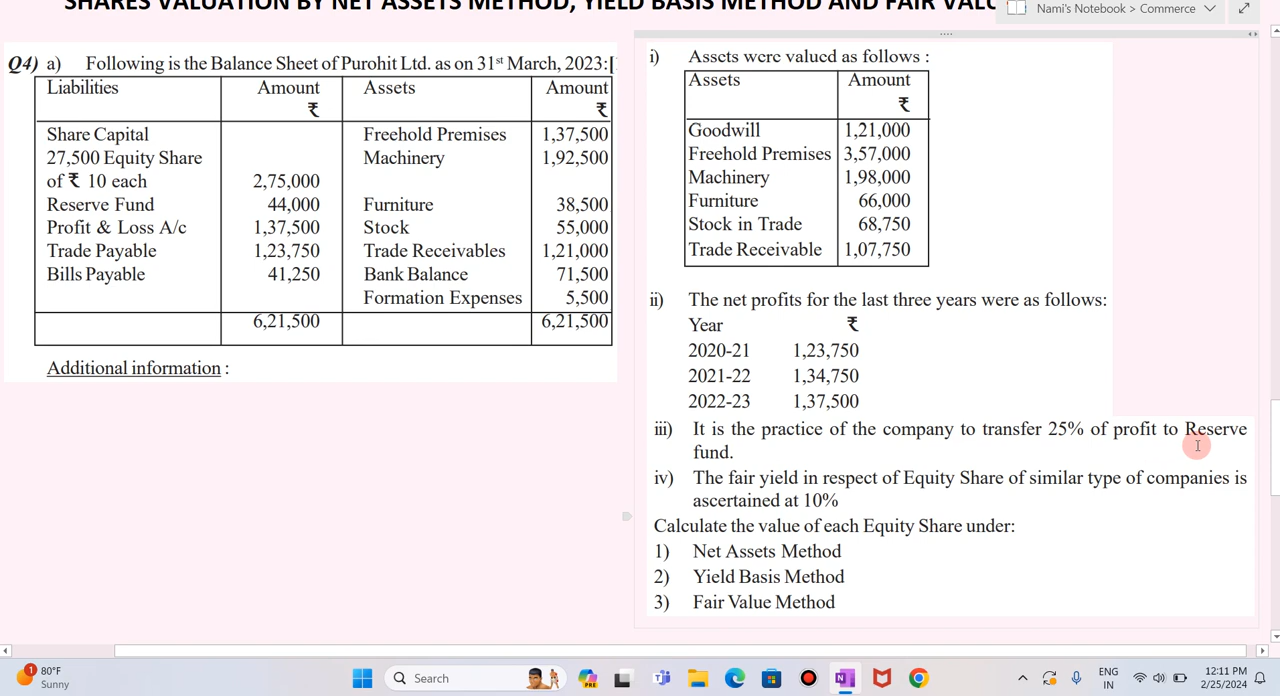 SHARES VALUATION BY NET ASSETS METHOD, YIELD BASIS METHOD AND FAIR
Nami's Notebook > Commerce
Q4) a) Following is the Balance Sheet of Purohit Ltd. as on 31st March, 2023:[
Liabilities Amount Assets Amount
₹ ₹
Share Capital Freehold Premises 1,37,500
27,500 Equity Share Machinery 1,92,500
of ₹ 10 each 2,75,000
Reserve Fund 44,000 Furniture 38,500
Profit & Loss A/c 1,37,500 Stock 55,000
Trade Payable 1,23,750 Trade Receivables 1,21,000
Bills Payable 41,250 Bank Balance 71,500
Formation Expenses 5,500
6,21,500 6,21,500
Additional information :
i) Assets were valued as follows :
Assets Amount
₹
Goodwill 1,21,000
Freehold Premises 3,57,000
Machinery 1,98,000
Furniture 66,000
Stock in Trade 68,750
Trade Receivable 1,07,750
ii) The net profits for the last three years were as follows:
Year ₹
2020-21 1,23,750
2021-22 1,34,750
2022-23 1,37,500
iii) It is the practice of the company to transfer 25% of profit to Reserve
fund.
iv) The fair yield in respect of Equity Share of similar type of companies is
ascertained at 10%
Calculate the value of each Equity Share under:
1) Net Assets Method
2) Yield Basis Method
3) Fair Value Method
1
80°F
Sunny
Search
PRE
ENG
IN
12:11 PM
2/25/2024